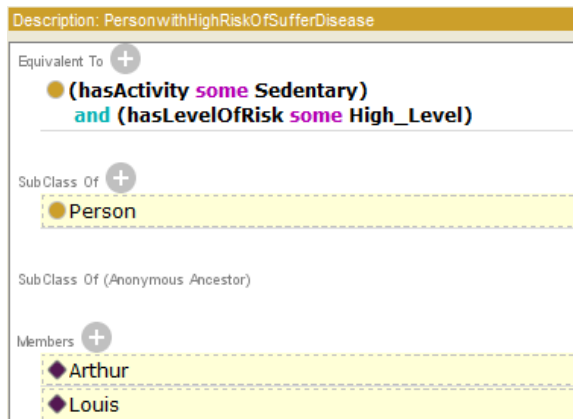 Description: PersonwithHighRiskOfSufferDisease
Equivalent To
(hasActivity some Sedentary)
and (hasLevelOfRisk some High_Level)
SubClass Of
Person
SubClass Of (Anonymous Ancestor)
Members
Arthur
Louis